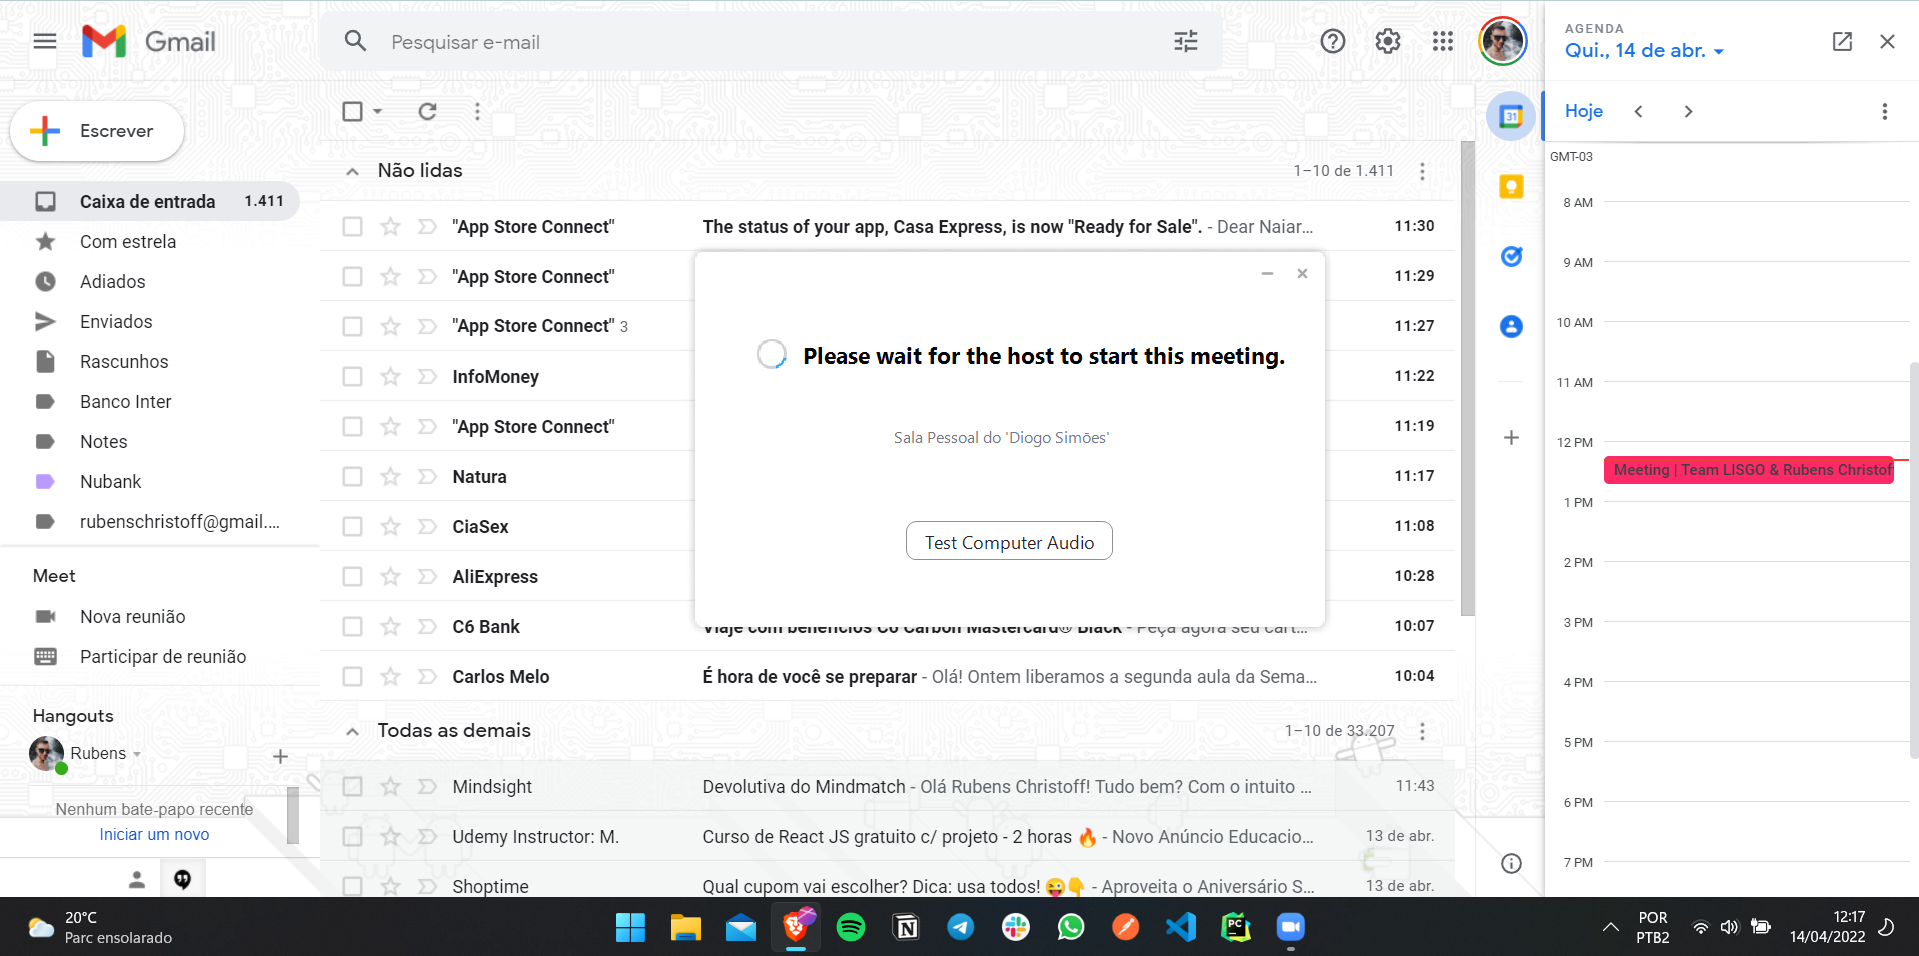 Gmail
Pesquisar e-mail
AGENDA
Qui., 14 de abr.
Escrever
31
Hoje
GMT-03
Não lidas
1–10 de 1.411
Caixa de entrada 1.411
Com estrela
Adiados
Enviados
Rascunhos
Banco Inter
Notes
Nubank
rubenschristoff@gmail....
"App Store Connect" The status of your app, Casa Express, is now "Ready for Sale". - Dear Naiar... 11:30
"App Store Connect" 11:29
"App Store Connect" 3 11:27
InfoMoney 11:22
"App Store Connect" 11:19
Natura 11:17
CiaSex 11:08
AliExpress 10:28
C6 Bank Viaje com benefícios C6 Carbon Mastercard® Black - Peça agora seu cart... 10:07
Carlos Melo É hora de você se preparar - Olá! Ontem liberamos a segunda aula da Sema... 10:04
Please wait for the host to start this meeting.
Sala Pessoal do 'Diogo Simões'
Test Computer Audio
Meet
Nova reunião
Participar de reunião
Hangouts
Rubens
Nenhum bate-papo recente
Iniciar um novo
Todas as demais
1–10 de 33.207
Mindsight Devolutiva do Mindmatch - Olá Rubens Christoff! Tudo bem? Com o intuito ... 11:43
Udemy Instructor: M. Curso de React JS gratuito c/ projeto - 2 horas 🔥 - Novo Anúncio Educacio... 13 de abr.
Shoptime Qual cupom vai escolher? Dica: usa todos! 😜👇 - Aproveita o Aniversário S... 13 de abr.
8 AM
9 AM
10 AM
11 AM
12 PM
Meeting | Team LISGO & Rubens Christof
1 PM
2 PM
3 PM
4 PM
5 PM
6 PM
7 PM
20°C
Parc ensolarado
N
PC
POR
PTB2
12:17
14/04/2022